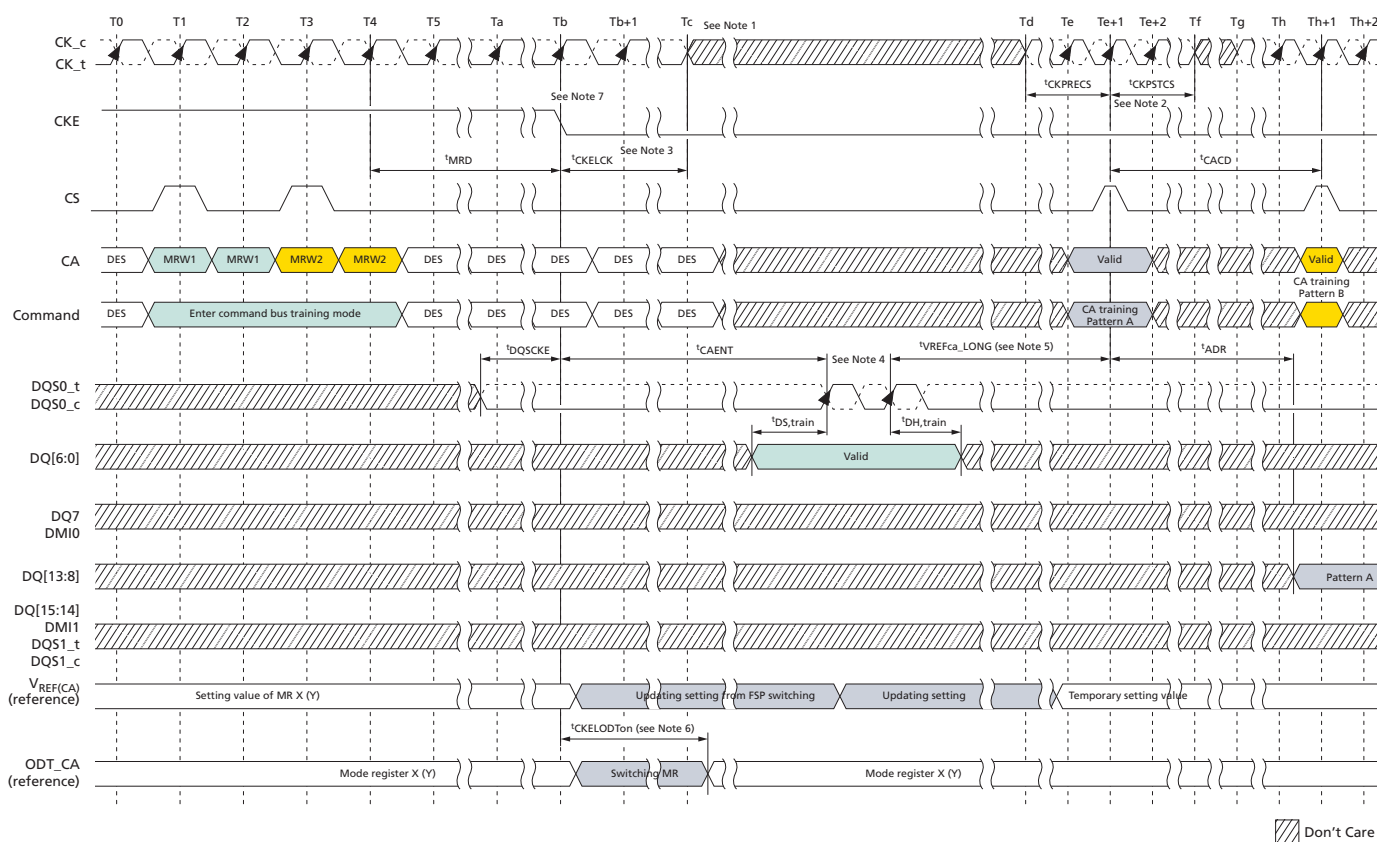 T0 T1 T2 T3 T4 T5 Ta Tb Tb+1 Tc See Note 1 Td Te Te+1 Te+2 Tf Tg Th Th+1 Th+2
CK_c
CK_t
tCKPRECS tCKPSTCS
See Note 7 See Note 2
CKE
See Note 3
tMRD tCKELCK tCACD
CS
CA DES MRW1 MRW1 MRW2 MRW2 DES DES DES DES DES Valid Valid
CA training
Pattern B
Command DES Enter command bus training mode DES DES DES DES DES CA training
Pattern A
tDQSCKE tCAENT See Note 4 tVREFca_LONG (see Note 5) tADR
DQS0_t
DQS0_c
tDS,train tDH,train
DQ[6:0] Valid
DQ7
DMI0
DQ[13:8] Pattern A
DQ[15:14]
DMI1
DQS1_t
DQS1_c
VREF(CA)
(reference) Setting value of MR X (Y) Updating setting from FSP switching Updating setting Temporary setting value
tCKELODTon (see Note 6)
ODT_CA
(reference) Mode register X (Y) Switching MR Mode register X (Y)
Don't Care